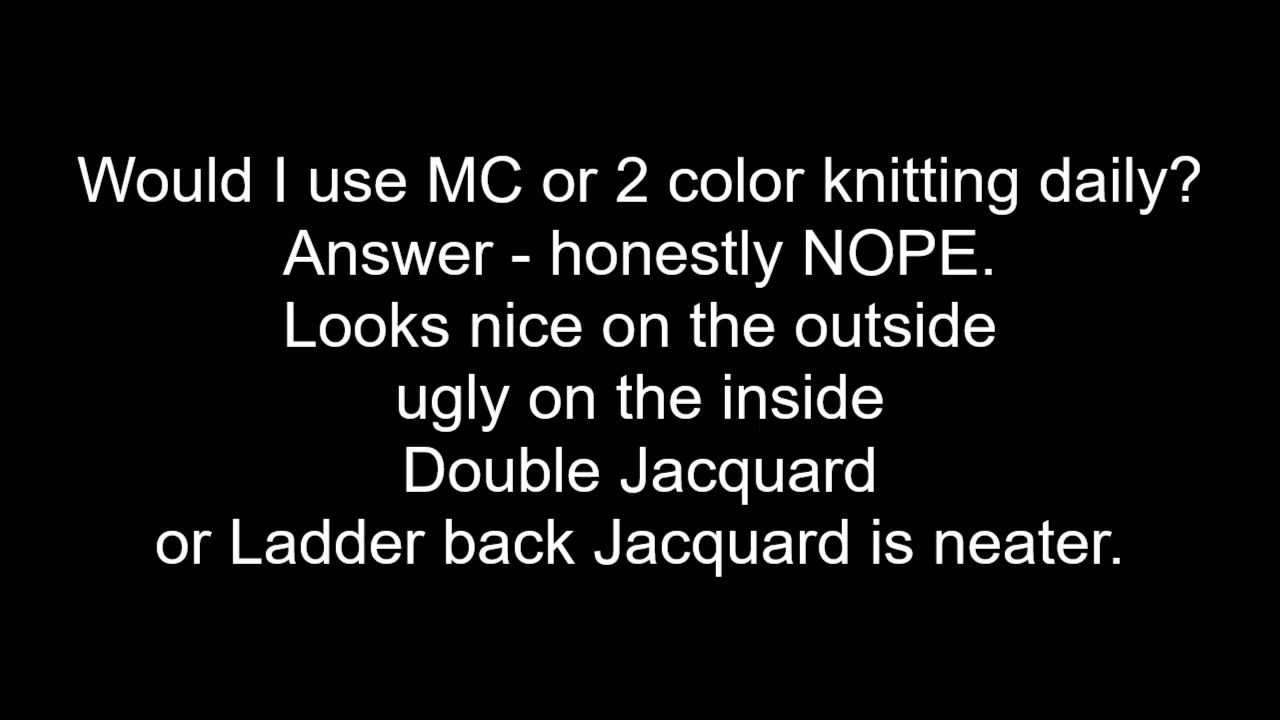 Would I use MC or 2 color knitting daily?
Answer - honestly NOPE.
Looks nice on the outside
ugly on the inside
Double Jacquard
or Ladder back Jacquard is neater.